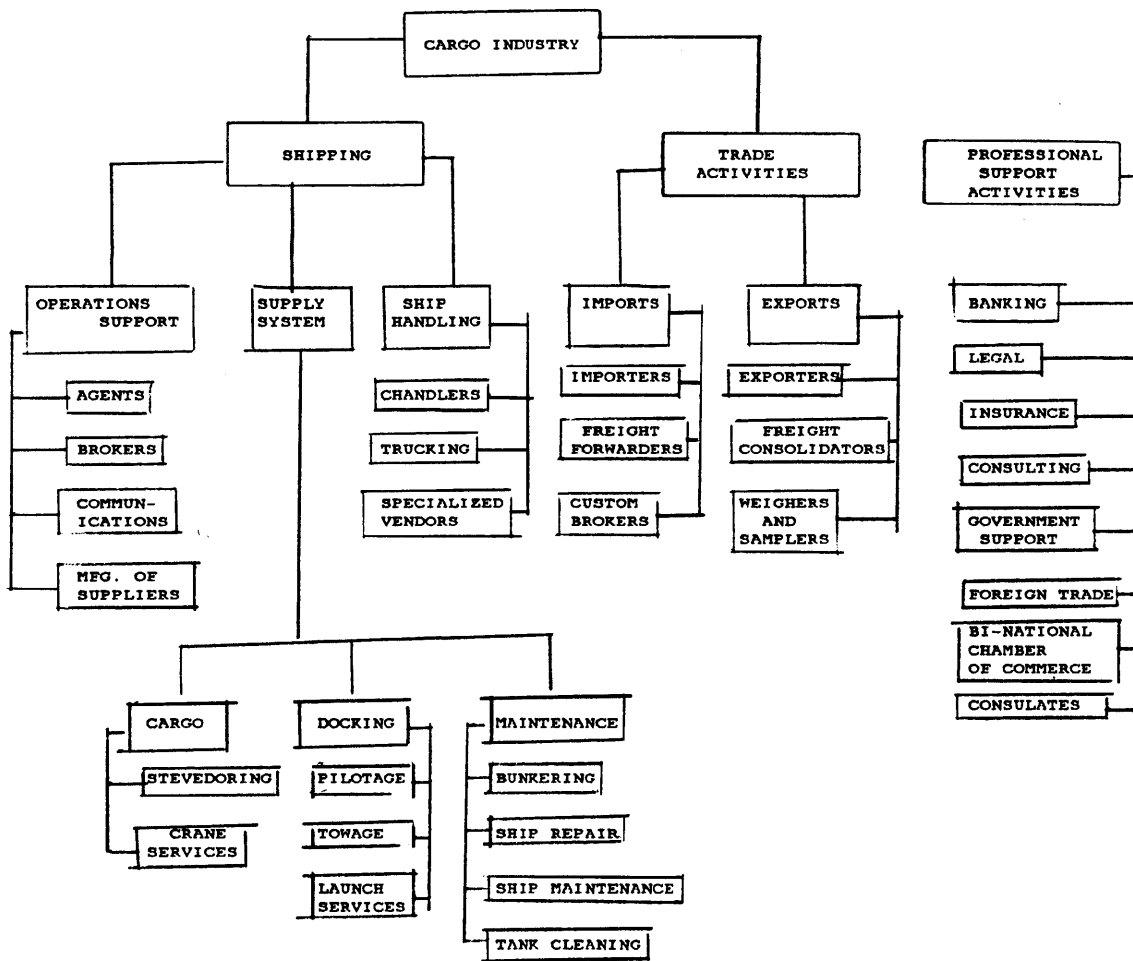 CARGO INDUSTRY
SHIPPING
TRADE
ACTIVITIES
PROFESSIONAL
SUPPORT
ACTIVITIES
OPERATIONS
SUPPORT
SUPPLY
SYSTEM
SHIP
HANDLING
IMPORTS
EXPORTS
BANKING
AGENTS
BROKERS
COMMUN-
ICATIONS
MFG. OF
SUPPLIERS
CHANDLERS
TRUCKING
SPECIALIZED
VENDORS
IMPORTERS
FREIGHT
FORWARDERS
CUSTOM
BROKERS
EXPORTERS
FREIGHT
CONSOLIDATORS
WEIGHERS
AND
SAMPLERS
LEGAL
INSURANCE
CONSULTING
GOVERNMENT
SUPPORT
FOREIGN TRADE
BI-NATIONAL
CHAMBER
OF COMMERCE
CONSULATES
CARGO
STEVEDORING
CRANE
SERVICES
DOCKING
PILOTAGE
TOWAGE
LAUNCH
SERVICES
MAINTENANCE
BUNKERING
SHIP REPAIR
SHIP MAINTENANCE
TANK CLEANING